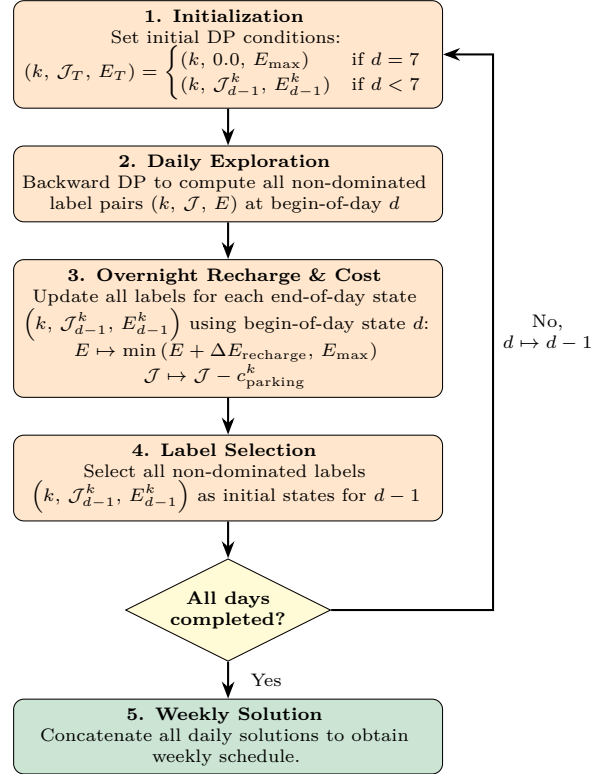 1. Initialization
Set initial DP conditions:
(k, 𝒥_T, E_T) = { (k, 0.0, E_max) if d = 7
(k, 𝒥^k_{d−1}, E^k_{d−1}) if d < 7
2. Daily Exploration
Backward DP to compute all non-dominated
label pairs (k, 𝒥, E) at begin-of-day d
3. Overnight Recharge & Cost
Update all labels for each end-of-day state
(k, 𝒥^k_{d−1}, E^k_{d−1}) using begin-of-day state d:
E ↦ min (E + ΔE_recharge, E_max)
𝒥 ↦ 𝒥 − c^k_parking
No,
d ↦ d − 1
4. Label Selection
Select all non-dominated labels
(k, 𝒥^k_{d−1}, E^k_{d−1}) as initial states for d − 1
All days
completed?
Yes
5. Weekly Solution
Concatenate all daily solutions to obtain
weekly schedule.